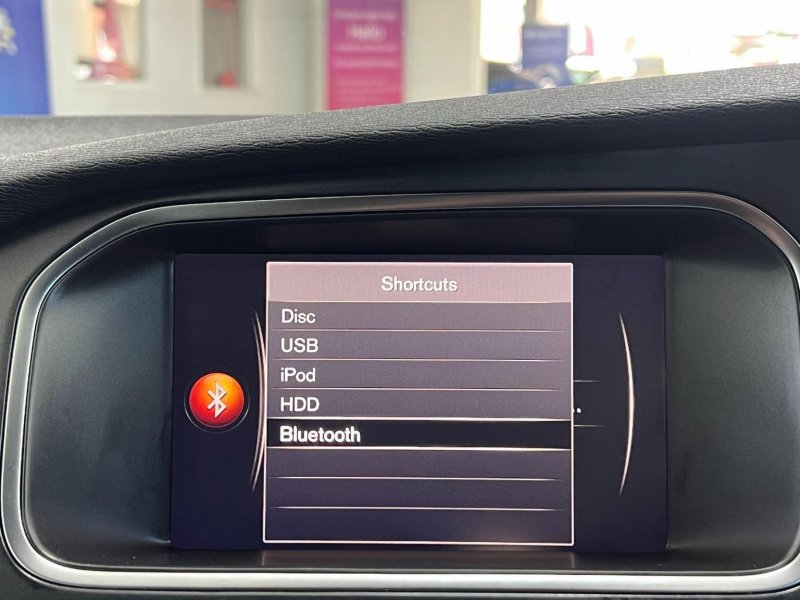 Shortcuts
Disc
USB
iPod
HDD
Bluetooth
..